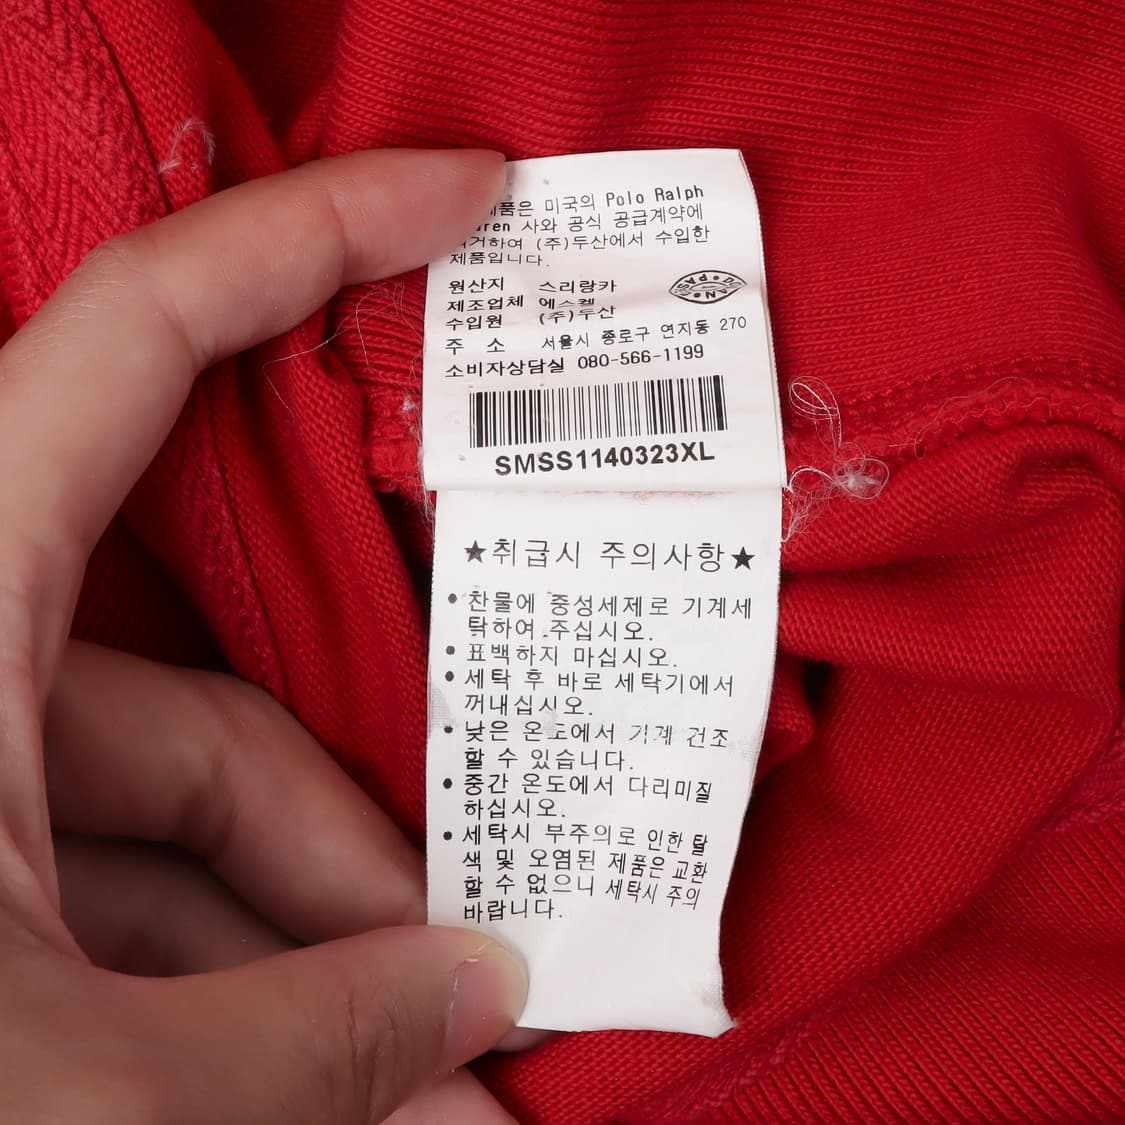 제품은 미국의 Polo Ralph
사와 공식 공급계약에
(주)두산에서 수입한
제품입니다.
원산지 스리랑카
제조업체 에스켈
수입원 (주)두산
주 소 서울시 종로구 연지동 270
소비자상담실 080-566-1199
SMSS1140323XL
★취급시 주의사항★
• 찬물에 중성세제로 기계세
탁하여 주십시오.
• 표백하지 마십시오.
• 세탁 후 바로 세탁기에서
꺼내십시오.
• 낮은 온도에서 기계 건조
할 수 있습니다.
• 중간 온도에서 다리미질
하십시오.
• 세탁시 부주의로 인한 탈
색 및 오염된 제품은 교환
할 수 없으니 세탁시 주의
바랍니다.